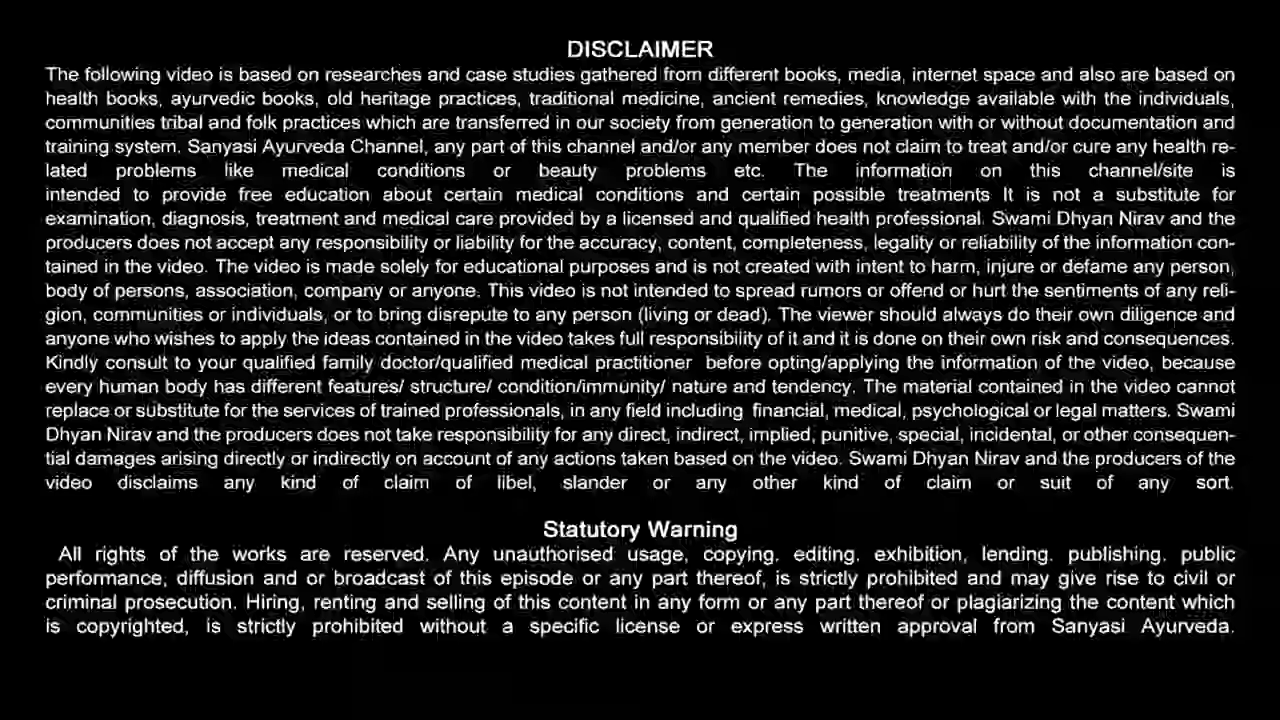 DISCLAIMER
The following video is based on researches and case studies gathered from different books, media, internet space and also are based on
health books, ayurvedic books, old heritage practices, traditional medicine, ancient remedies, knowledge available with the individuals,
communities tribal and folk practices which are transferred in our society from generation to generation with or without documentation and
training system. Sanyasi Ayurveda Channel, any part of this channel and/or any member does not claim to treat and/or cure any health re-
lated problems like medical conditions or beauty problems etc. The information on this channel/site is
intended to provide free education about certain medical conditions and certain possible treatments It is not a substitute for
examination, diagnosis, treatment and medical care provided by a licensed and qualified health professional. Swami Dhyan Nirav and the
producers does not accept any responsibility or liability for the accuracy, content, completeness, legality or reliability of the information con-
tained in the video. The video is made solely for educational purposes and is not created with intent to harm, injure or defame any person,
body of persons, association, company or anyone. This video is not intended to spread rumors or offend or hurt the sentiments of any reli-
gion, communities or individuals, or to bring disrepute to any person (living or dead). The viewer should always do their own diligence and
anyone who wishes to apply the ideas contained in the video takes full responsibility of it and it is done on their own risk and consequences.
Kindly consult to your qualified family doctor/qualified medical practitioner before opting/applying the information of the video, because
every human body has different features/ structure/ condition/immunity/ nature and tendency. The material contained in the video cannot
replace or substitute for the services of trained professionals, in any field including financial, medical, psychological or legal matters. Swami
Dhyan Nirav and the producers does not take responsibility for any direct, indirect, implied, punitive, special, incidental, or other consequen-
tial damages arising directly or indirectly on account of any actions taken based on the video. Swami Dhyan Nirav and the producers of the
video disclaims any kind of claim of libel, slander or any other kind of claim or suit of any sort.
Statutory Warning
All rights of the works are reserved. Any unauthorised usage, copying. editing. exhibition, lending. publishing. public
performance, diffusion and or broadcast of this episode or any part thereof, is strictly prohibited and may give rise to civil or
criminal prosecution. Hiring, renting and selling of this content in any form or any part thereof or plagiarizing the content which
is copyrighted, is strictly prohibited without a specific license or express written approval from Sanyasi Ayurveda.